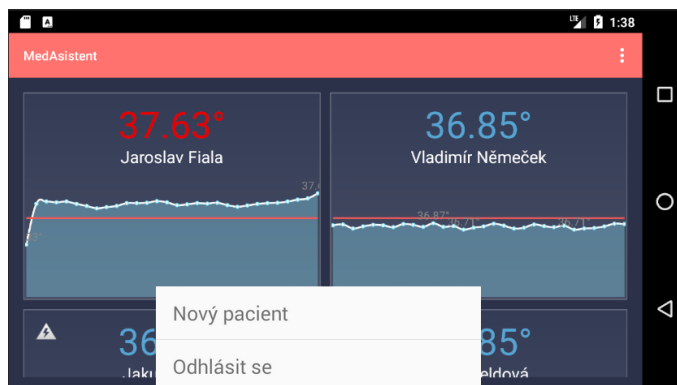 LTE 1:38
MedAsistent
37.63°
Jaroslav Fiala
36.85°
Vladimír Němeček
36.87°
36.71°
36.71°
Nový pacient
Odhlásit se